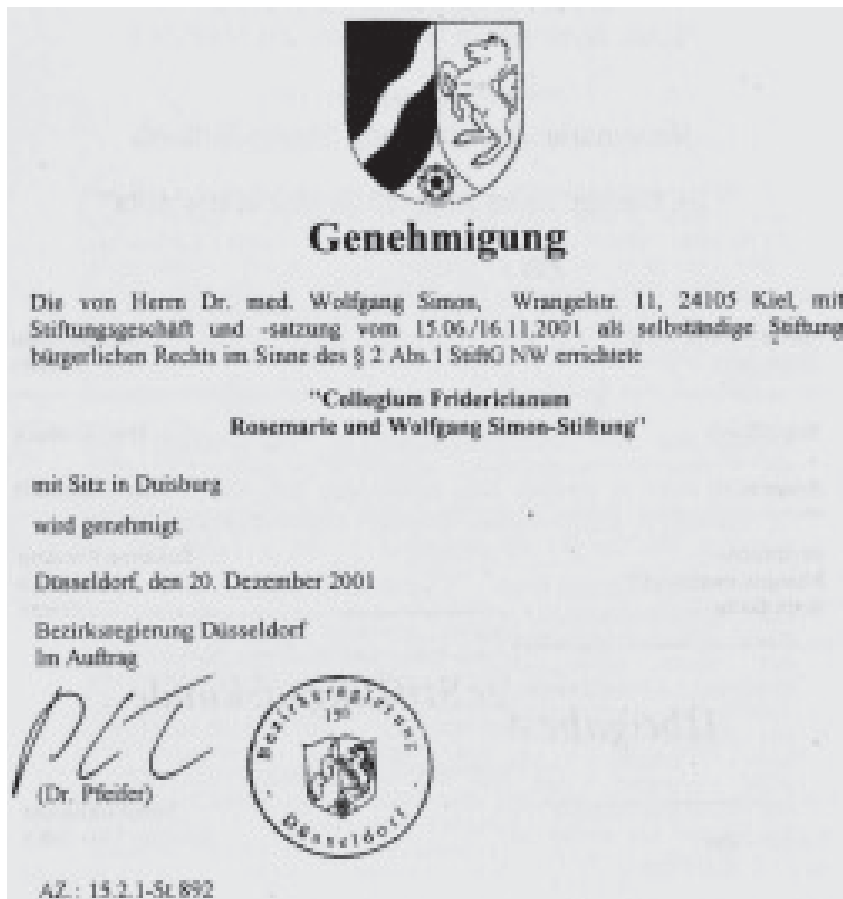 Genehmigung
Die von Herrn Dr. med. Wolfgang Simon, Wrangelstr. 11, 24105 Kiel, mit
Stiftungsgeschäft und -satzung vom 15.06./16.11.2001 als selbständige Stiftung
bürgerlichen Rechts im Sinne des § 2 Abs.1 StiftG NW errichtete
"Collegium Fridericianum
Rosemarie und Wolfgang Simon-Stiftung"
mit Sitz in Duisburg
wird genehmigt.
Düsseldorf, den 20. Dezember 2001
Bezirksregierung Düsseldorf
Im Auftrag
Bezirksregierung
Düsseldorf
(Dr. Pfeifer)
AZ.: 15.2.1-St.892